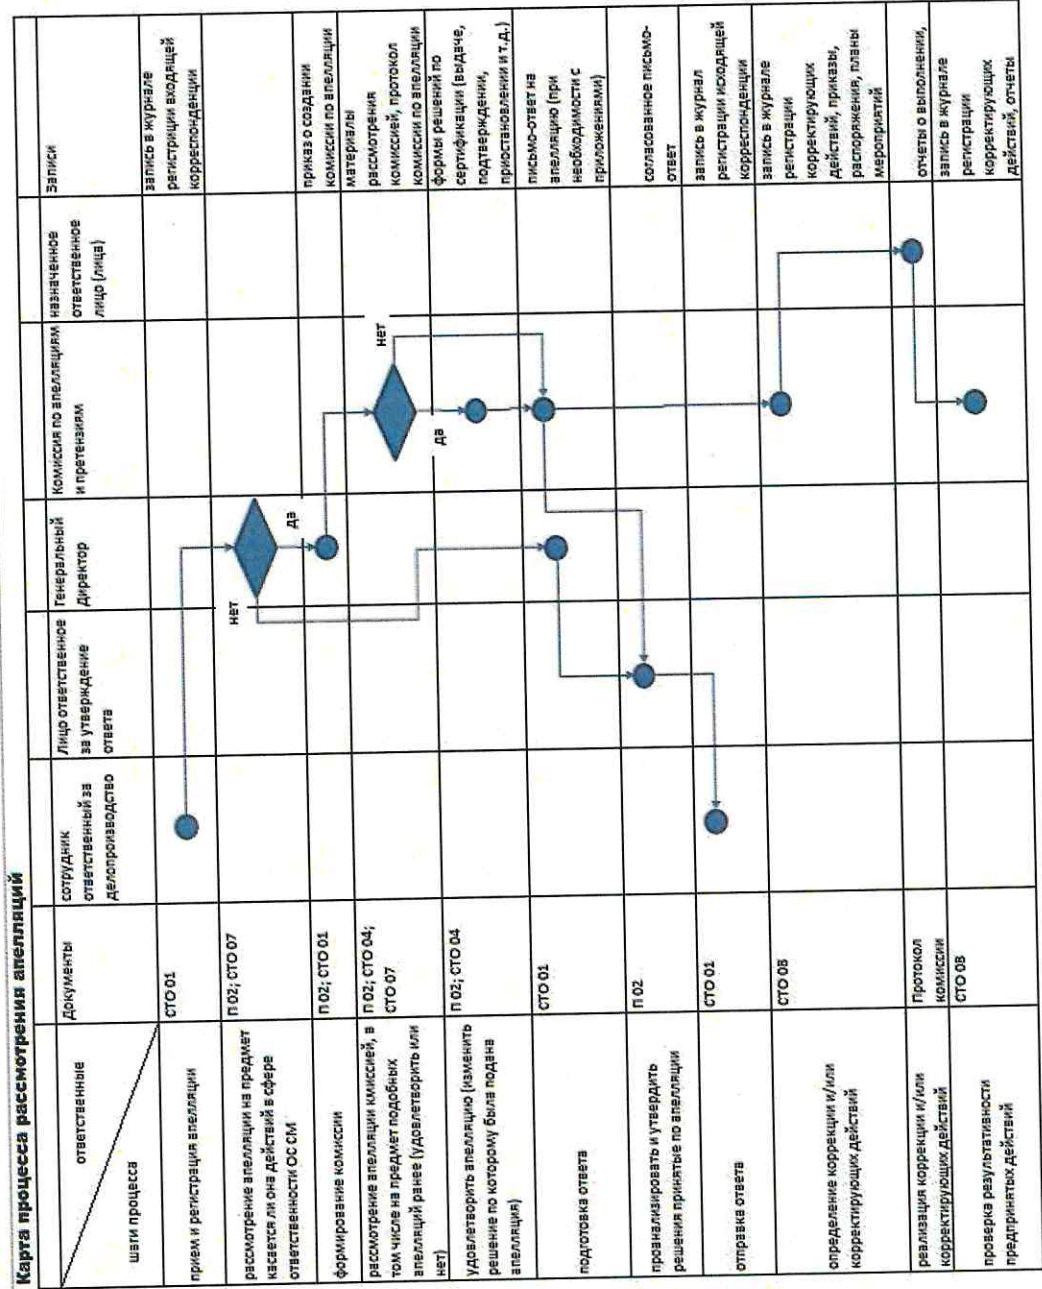 Карта процесса рассмотрения апелляций
ответственные
шаги процесса
Документы
сотрудник
ответственный за
делопроизводство
Лицо ответственное
за утверждение
ответа
Генеральный
Директор
Комиссия по апелляциям
и претензиям
назначенное
ответственное
лицо (лица)
Записи
прием и регистрация апелляции
СТО 01
запись в журнале
регистриции входящей
корреспонденции
рассмотрение апелляции на предмет
касается ли она действий в сфере
ответственности ОС СМ
П 02; СТО 07
нет
да
формирование комиссии
П 02; СТО 01
приказ о создании
комиссии по апелляции
рассмотрение апелляции кмиссией, в
том числе на предмет подобных
апелляций ранее (удовлетворить или
нет)
П 02; СТО 04;
СТО 07
нет
да
материалы
рассмотрения
комиссией, протокол
комиссии по апелляции
удовлетворить апелляцию (изменить
решение по которому была подана
апелляция)
П 02; СТО 04
формы решений по
сертификации (выдаче,
подтверждении,
приостановлении и т.д.)
подготовка ответа
СТО 01
письмо-ответ на
апелляцию (при
необходимости с
приложениями)
проанализировать и утвердить
решения принятые по апелляции
П 02
согласованное письмо-
ответ
отправка ответа
СТО 01
запись в журнал
регистрации исходящей
корреспонденции
определение коррекции и/или
корректирующих действий
СТО 08
запись в журнале
регистрации
корректирующих
действий, приказы,
распоряжения, планы
мероприятий
реализация коррекции и/или
корректирующих действий
Протокол
комиссии
отчеты о выполнении,
проверка результативности
предпринятых действий
СТО 08
запись в журнале
регистрации
корректирующих
действий, отчеты